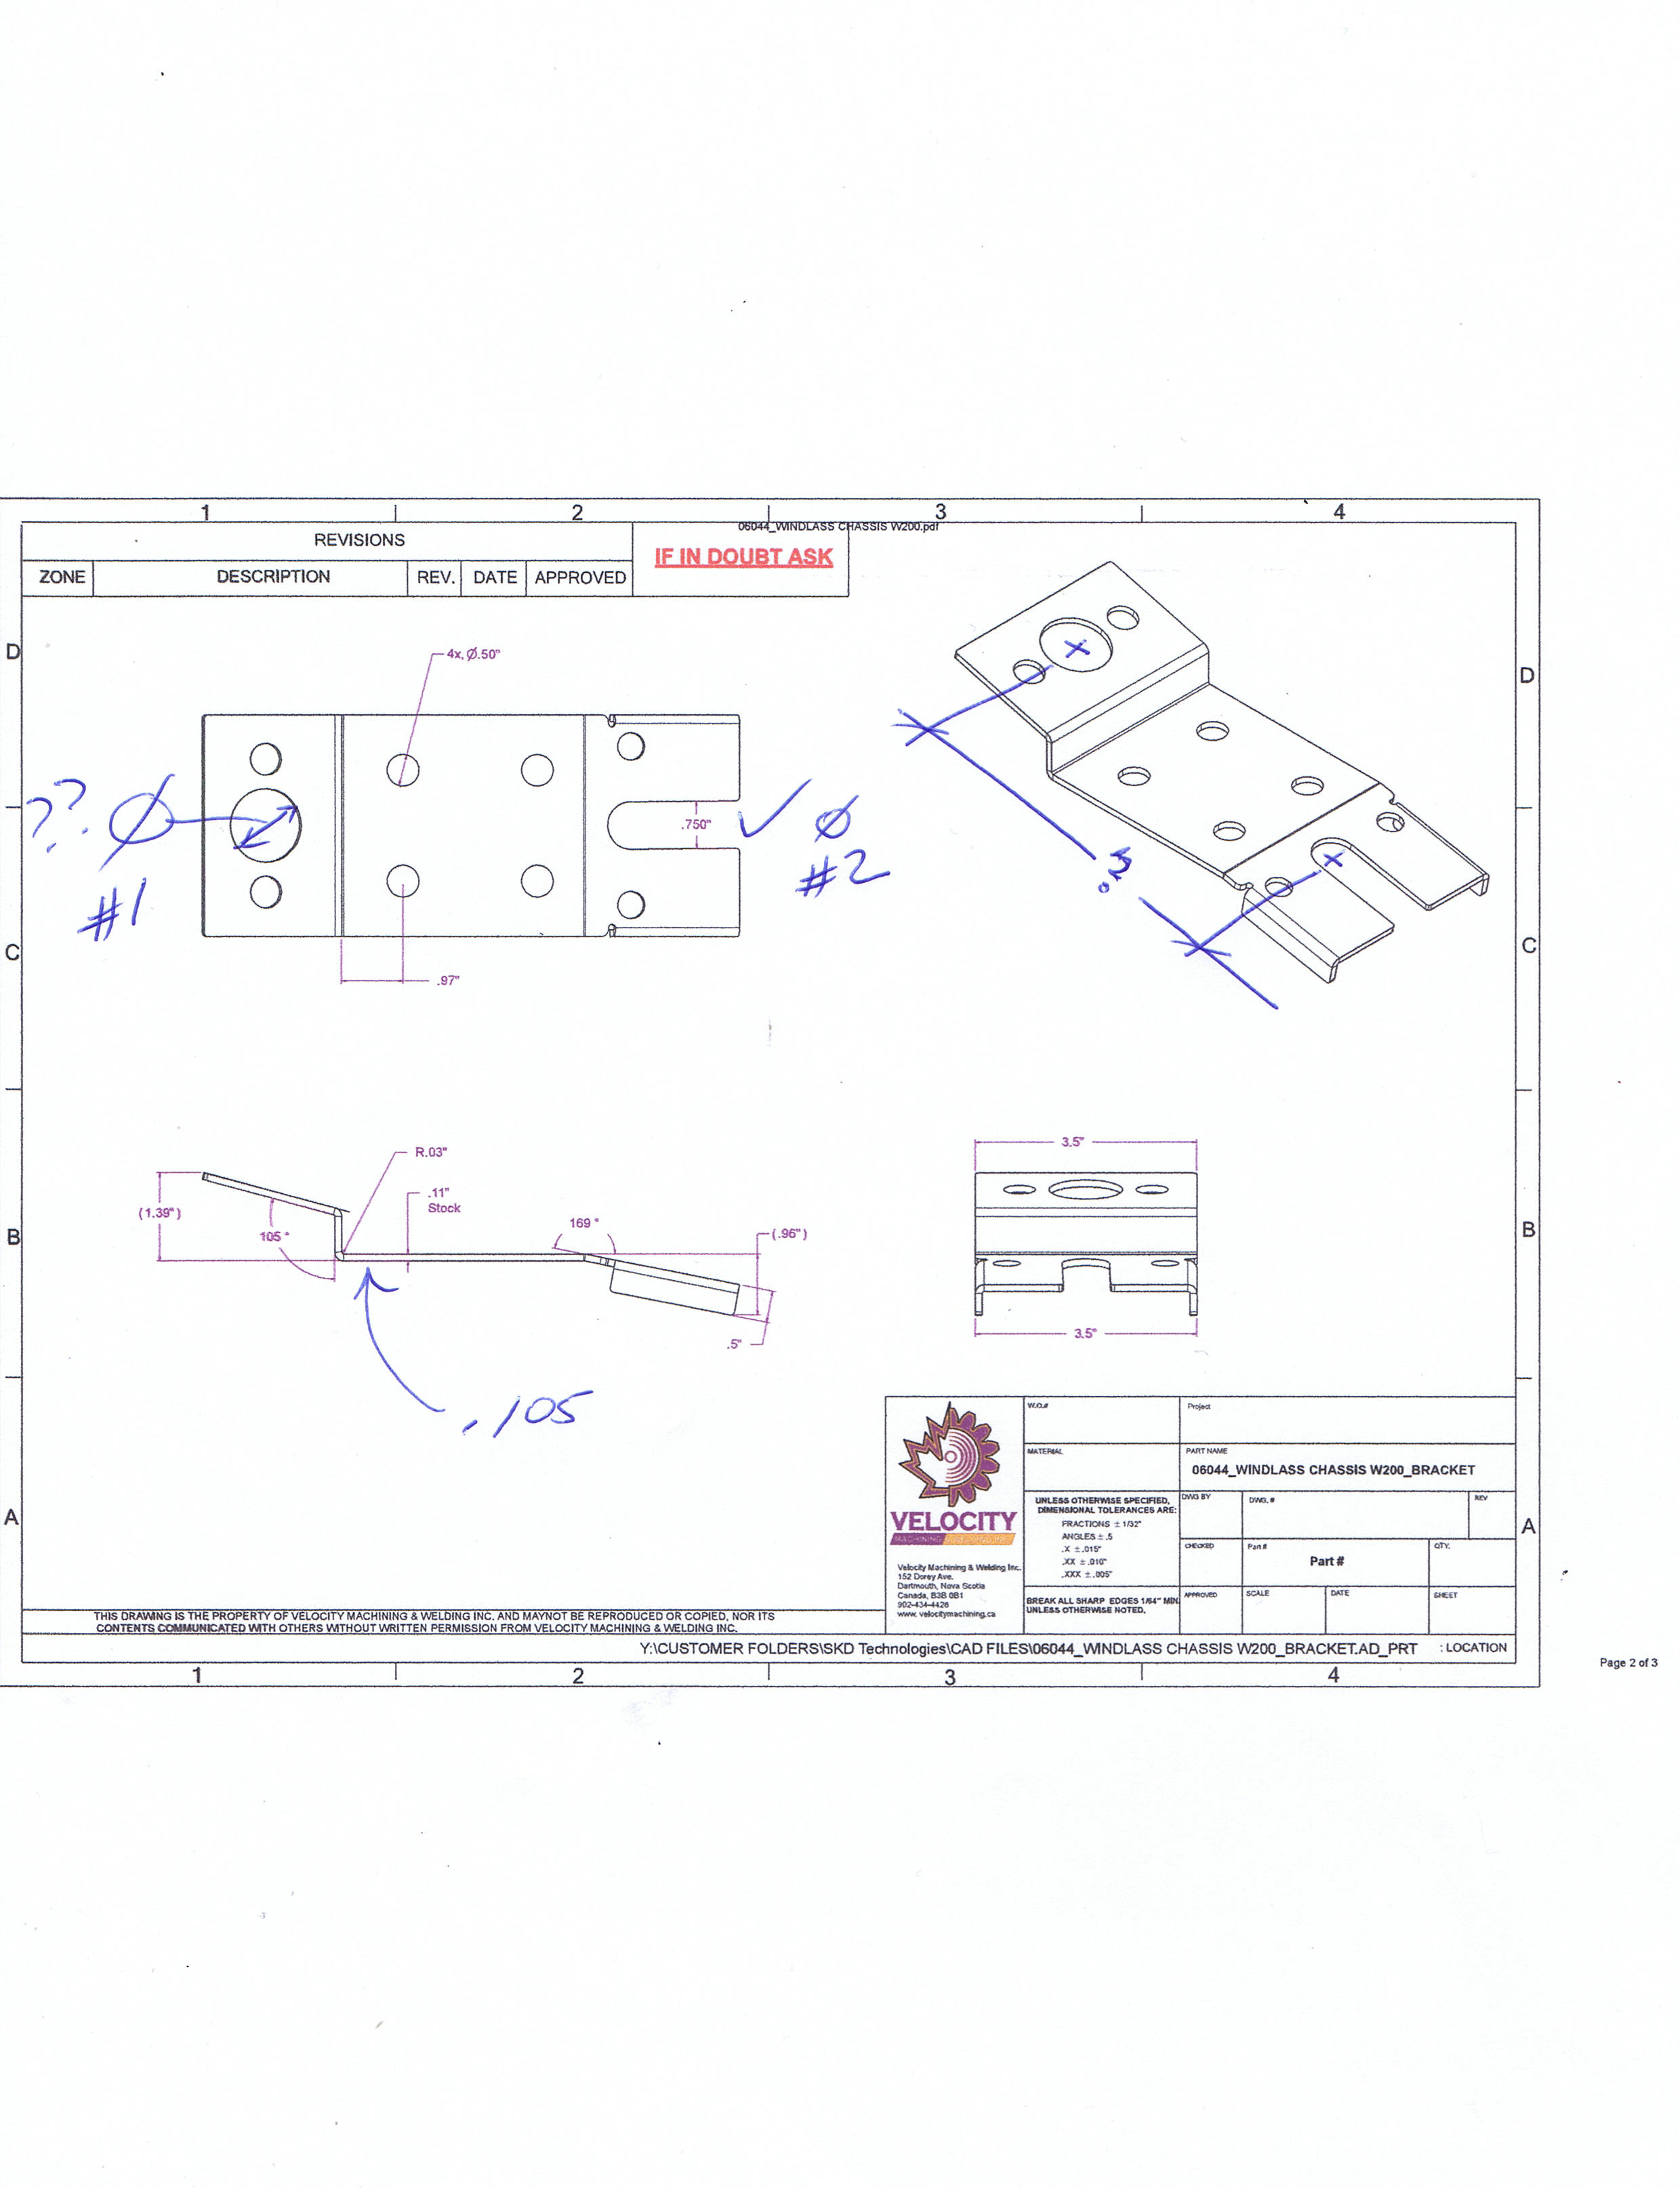 1 2 3 4
06044_WINDLASS CHASSIS W200.pdf
REVISIONS
IF IN DOUBT ASK
ZONE DESCRIPTION REV. DATE APPROVED
D D
4x, Ø.50"
??. Ø
.750"
✓ Ø
#2
#1
?
C C
.97"
3.5"
R.03"
.11"
Stock
(1.39")
105 °
169 °
(.96")
B B
.5"
3.5"
.105
W.O.#
Project
MATERIAL
PART NAME
06044_WINDLASS CHASSIS W200_BRACKET
UNLESS OTHERWISE SPECIFIED,
DIMENSIONAL TOLERANCES ARE:
FRACTIONS ± 1/32"
ANGLES ± .5
.X ± .015"
.XX ± .010"
.XXX ± .005"
BREAK ALL SHARP EDGES 1/64" MIN.
UNLESS OTHERWISE NOTED.
DWG BY
DWG. #
REV
CHECKED
Part #
Part #
QTY.
APPROVED
SCALE
DATE
SHEET
A A
VELOCITY
Velocity Machining & Welding Inc.
152 Dorey Ave.
Dartmouth, Nova Scotia
Canada, B3B 0B1
902-434-4426
www. velocitymachining.ca
THIS DRAWING IS THE PROPERTY OF VELOCITY MACHINING & WELDING INC. AND MAYNOT BE REPRODUCED OR COPIED, NOR ITS
CONTENTS COMMUNICATED WITH OTHERS WITHOUT WRITTEN PERMISSION FROM VELOCITY MACHINING & WELDING INC.
Y:\CUSTOMER FOLDERS\SKD Technologies\CAD FILES\06044_WINDLASS CHASSIS W200_BRACKET.AD_PRT : LOCATION
Page 2 of 3
1 2 3 4